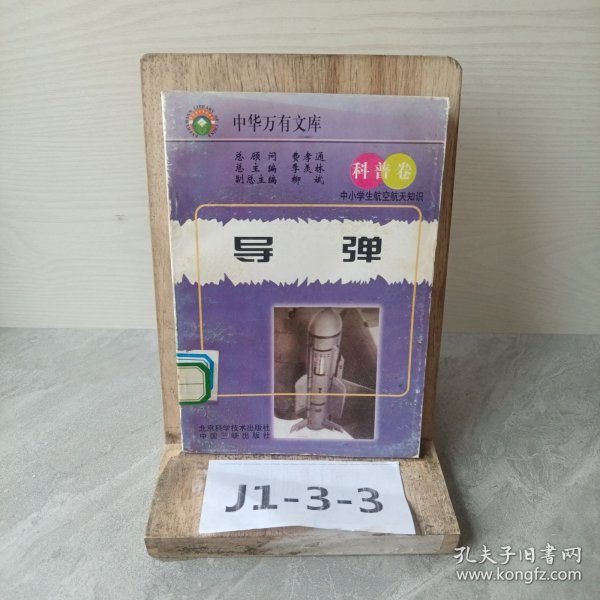 中华万有文库
总顾问 费孝通
总主编 季羡林
副总主编 柳斌
科普卷
中小学生航空航天知识
导弹
北京科学技术出版社
中国三峡出版社
J1-3-3
孔夫子旧书网
www.kongfz.com